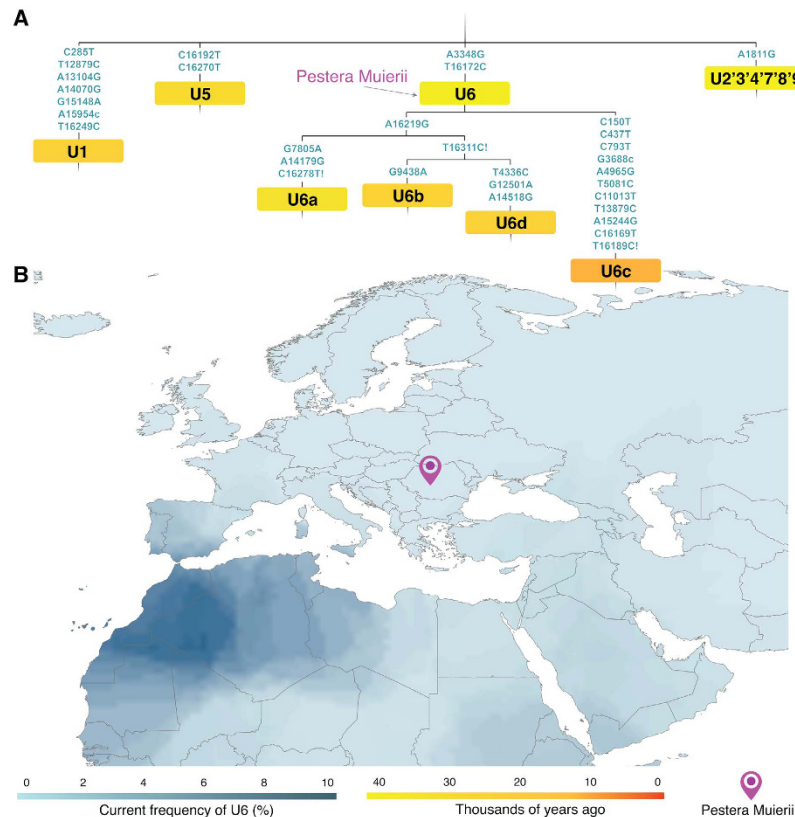 A
C285T
T12879C
A13104G
A14070G
G15148A
A15954c
T16249C
U1
C16192T
C16270T
U5
Pestera Muierii
A3348G
T16172C
U6
A1811G
U2'3'4'7'8'9
A16219G
G7805A
A14179G
C16278T!
U6a
T16311C!
G9438A
U6b
T4336C
G12501A
A14518G
U6d
C150T
C437T
C793T
G3688c
A4965G
T5081C
C11013T
T13879C
A15244G
C16169T
T16189C!
U6c
B
0 2 4 6 8 10
Current frequency of U6 (%)
40 30 20 10 0
Thousands of years ago
Pestera Muierii